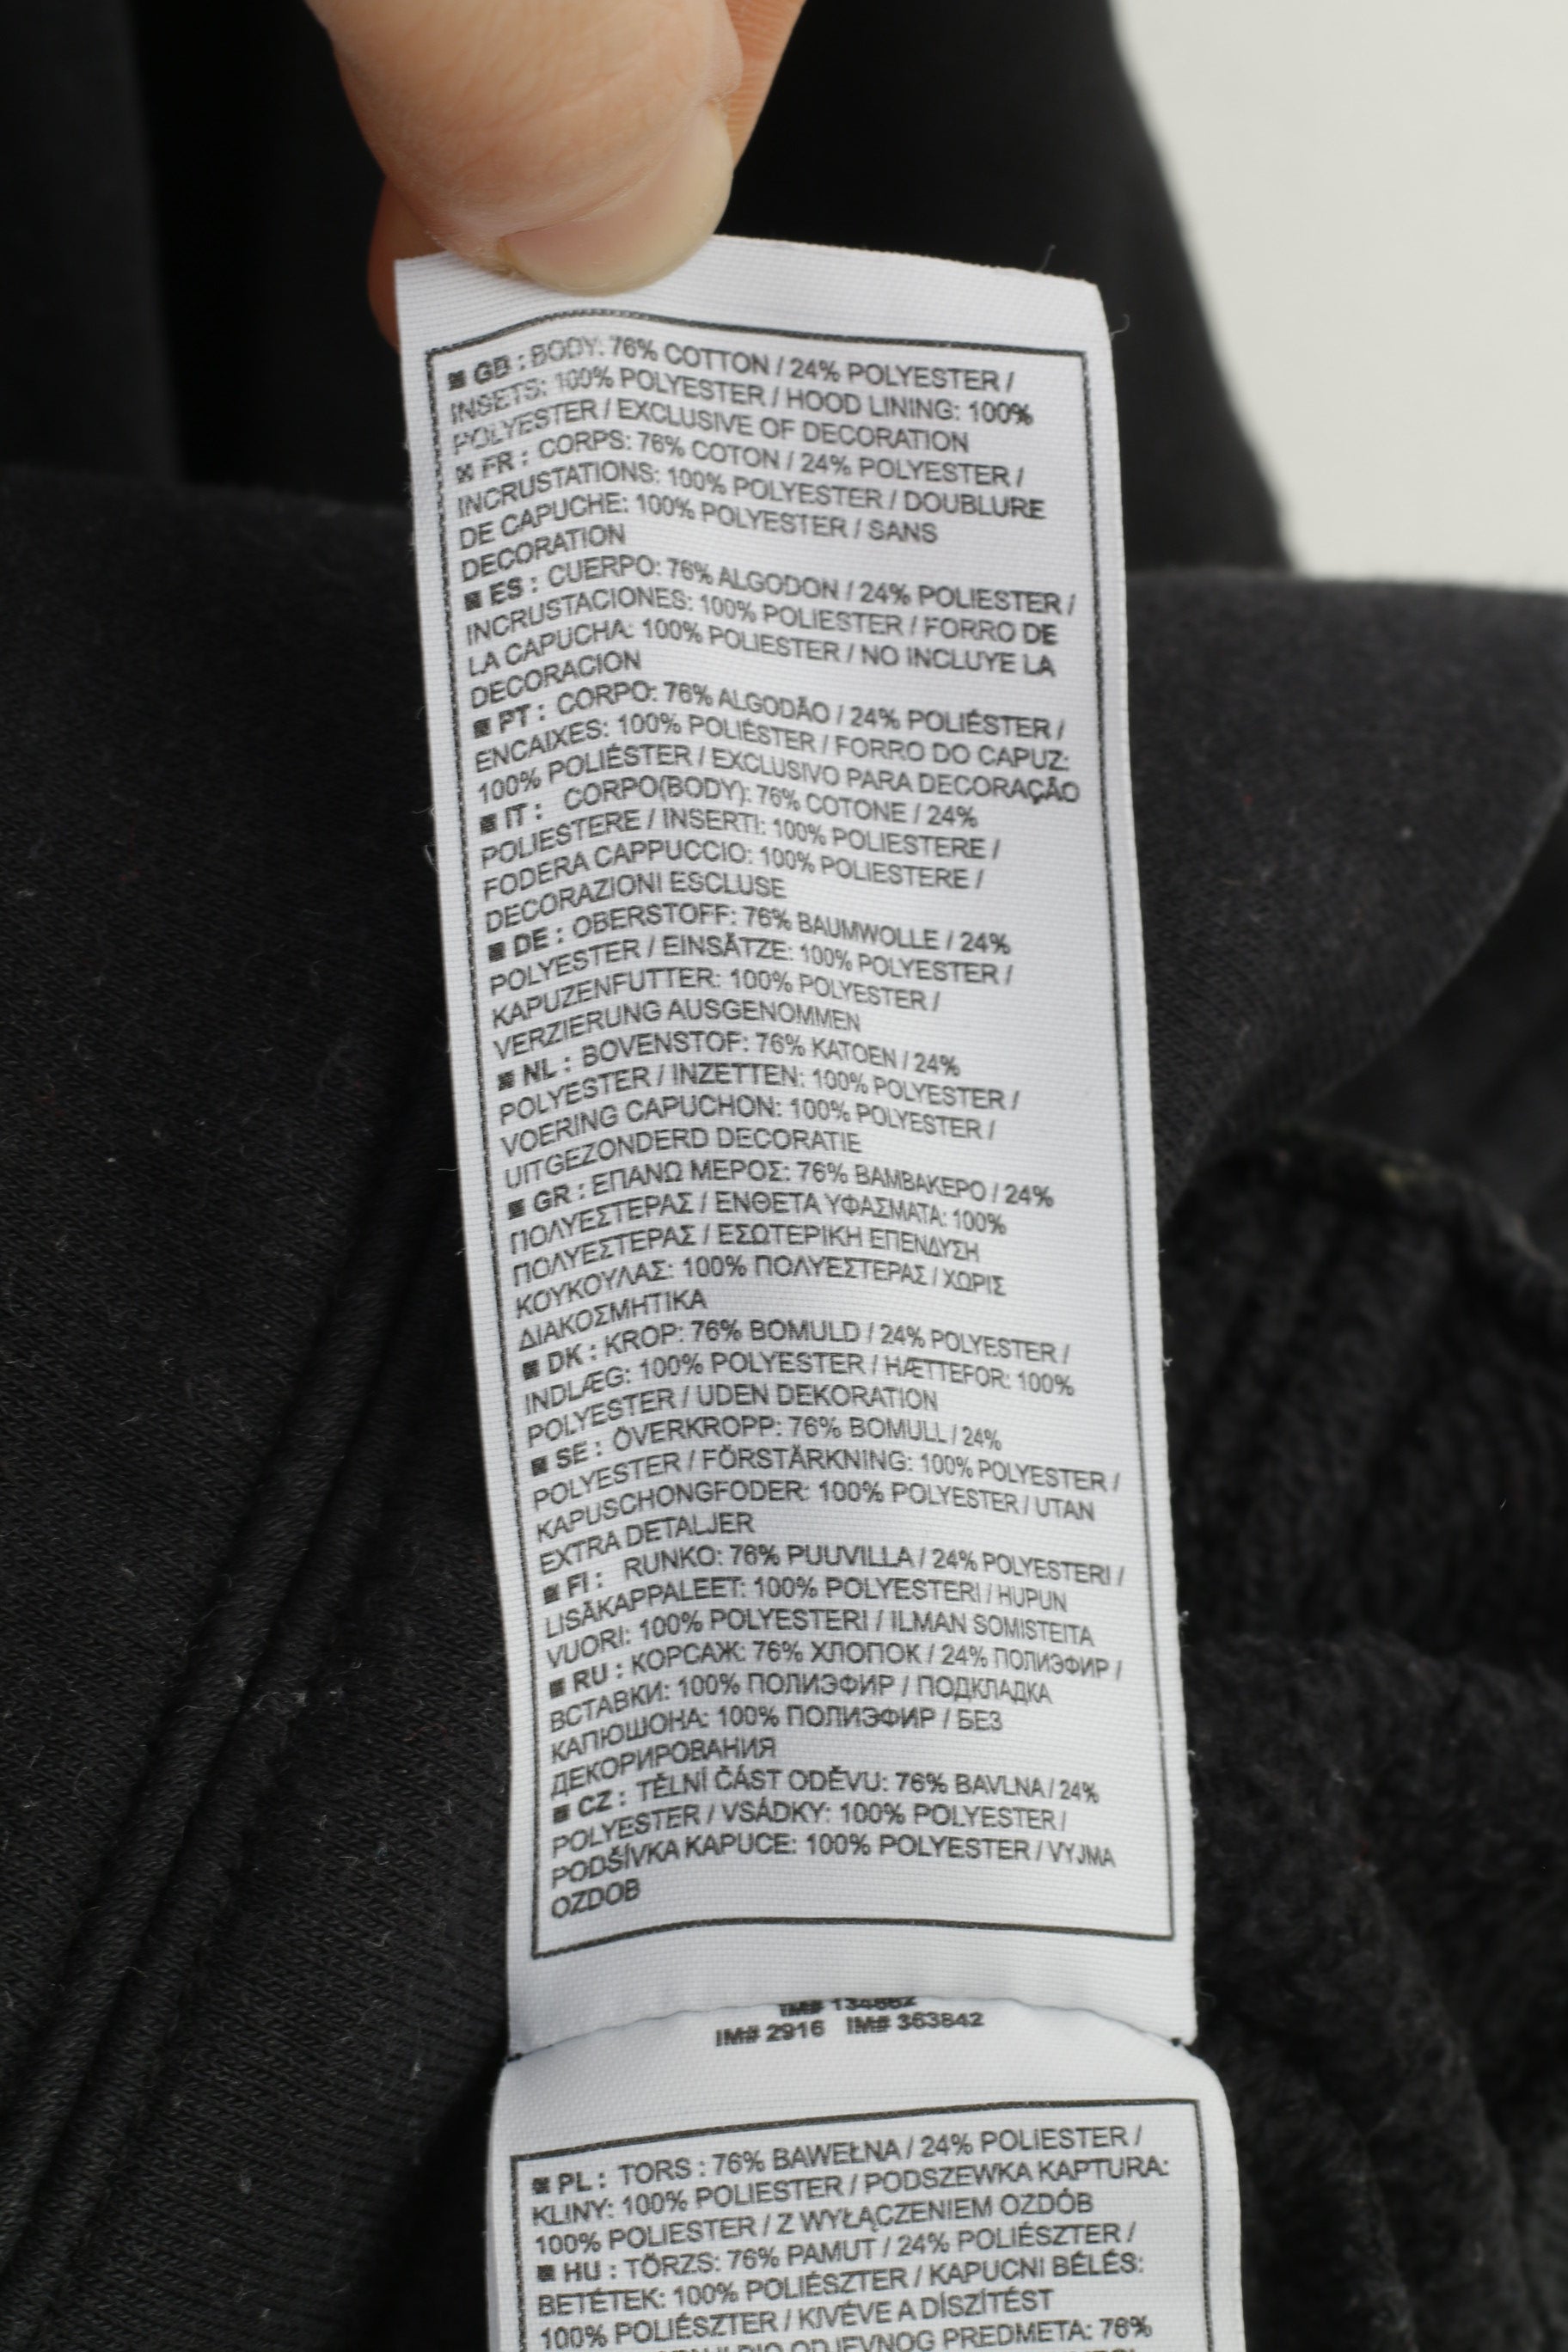 ■ GB : BODY: 76% COTTON / 24% POLYESTER /
INSETS: 100% POLYESTER / HOOD LINING: 100%
POLYESTER / EXCLUSIVE OF DECORATION
■ FR : CORPS: 76% COTON / 24% POLYESTER /
INCRUSTATIONS: 100% POLYESTER / DOUBLURE
DE CAPUCHE: 100% POLYESTER / SANS
DECORATION
■ ES : CUERPO: 76% ALGODON / 24% POLIESTER /
INCRUSTACIONES: 100% POLIESTER / FORRO DE
LA CAPUCHA: 100% POLIESTER / NO INCLUYE LA
DECORACION
■ PT : CORPO: 76% ALGODÃO / 24% POLIÉSTER /
ENCAIXES: 100% POLIÉSTER / FORRO DO CAPUZ:
100% POLIÉSTER / EXCLUSIVO PARA DECORAÇÃO
■ IT : CORPO(BODY): 76% COTONE / 24%
POLIESTERE / INSERTI: 100% POLIESTERE /
FODERA CAPPUCCIO: 100% POLIESTERE /
DECORAZIONI ESCLUSE
■ DE : OBERSTOFF: 76% BAUMWOLLE / 24%
POLYESTER / EINSÄTZE: 100% POLYESTER /
KAPUZENFUTTER: 100% POLYESTER /
VERZIERUNG AUSGENOMMEN
■ NL : BOVENSTOF: 76% KATOEN / 24%
POLYESTER / INZETTEN: 100% POLYESTER /
VOERING CAPUCHON: 100% POLYESTER /
UITGEZONDERD DECORATIE
■ GR : ΕΠΑΝΩ ΜΕΡΟΣ: 76% ΒΑΜΒΑΚΕΡΟ / 24%
ΠΟΛΥΕΣΤΕΡΑΣ / ΕΝΘΕΤΑ ΥΦΑΣΜΑΤΑ: 100%
ΠΟΛΥΕΣΤΕΡΑΣ / ΕΣΩΤΕΡΙΚΗ ΕΠΕΝΔΥΣΗ
ΚΟΥΚΟΥΛΑΣ: 100% ΠΟΛΥΕΣΤΕΡΑΣ / ΧΩΡΙΣ
ΔΙΑΚΟΣΜΗΤΙΚΑ
■ DK : KROP: 76% BOMULD / 24% POLYESTER /
INDLÆG: 100% POLYESTER / HÆTTEFOR: 100%
POLYESTER / UDEN DEKORATION
■ SE : ÖVERKROPP: 76% BOMULL / 24%
POLYESTER / FÖRSTÄRKNING: 100% POLYESTER /
KAPUSCHONGFODER: 100% POLYESTER / UTAN
EXTRA DETALJER
■ FI : RUNKO: 76% PUUVILLA / 24% POLYESTERI /
LISÄKAPPALEET: 100% POLYESTERI / HUPUN
VUORI: 100% POLYESTERI / ILMAN SOMISTEITA
■ RU : КОРСАЖ: 76% ХЛОПОК / 24% ПОЛИЭФИР /
ВСТАВКИ: 100% ПОЛИЭФИР / ПОДКЛАДКА
КАПЮШОНА: 100% ПОЛИЭФИР / БЕЗ
ДЕКОРИРОВАНИЯ
■ CZ : TĚLNÍ ČÁST ODĚVU: 76% BAVLNA / 24%
POLYESTER / VSÁDKY: 100% POLYESTER /
PODŠÍVKA KAPUCE: 100% POLYESTER / VYJMA
OZDOB
IM# 134882
IM# 2916 IM# 363842
■ PL : TORS : 76% BAWEŁNA / 24% POLIESTER /
KLINY: 100% POLIESTER / PODSZEWKA KAPTURA:
100% POLIESTER / Z WYŁĄCZENIEM OZDÓB
■ HU : TÖRZS: 76% PAMUT / 24% POLIÉSZTER /
BETÉTEK: 100% POLIÉSZTER / KAPUCNI BÉLÉS:
100% POLIÉSZTER / KIVÉVE A DÍSZÍTÉST
DIO ODJEVNOG PREDMETA: 76%